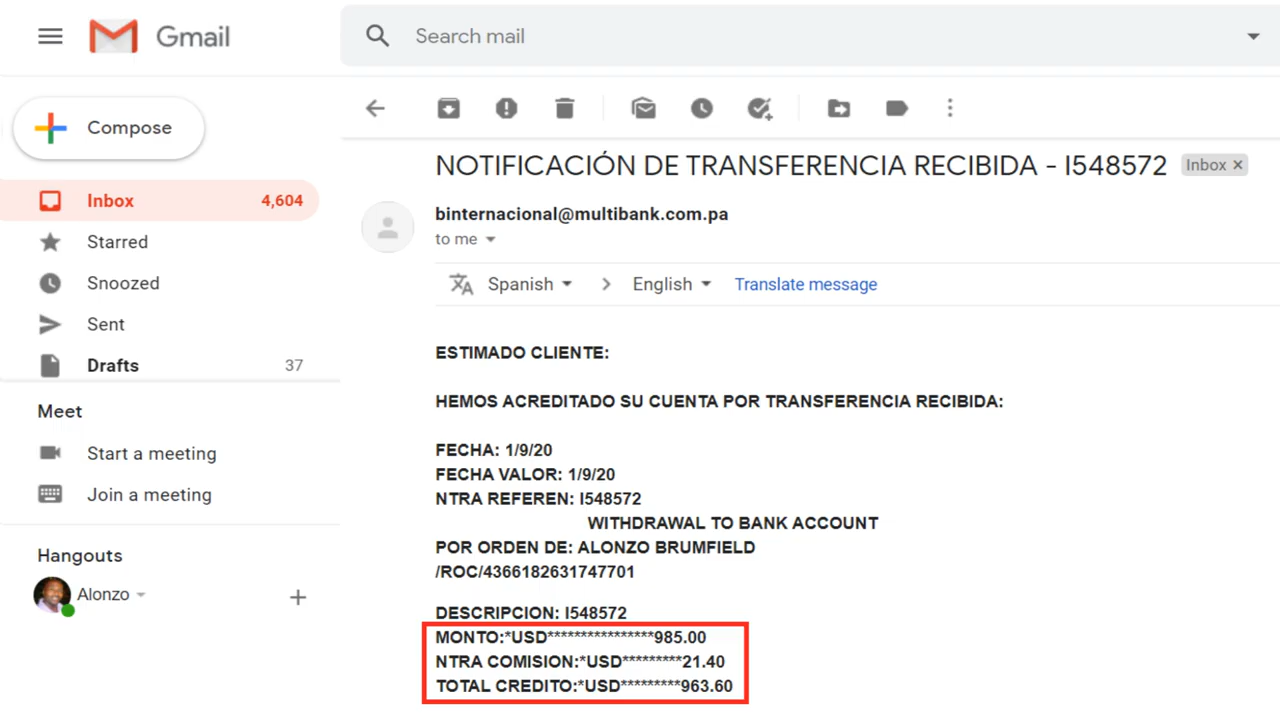 Gmail
Search mail
Compose
Inbox 4,604
Starred
Snoozed
Sent
Drafts 37
Meet
Start a meeting
Join a meeting
Hangouts
Alonzo
NOTIFICACIÓN DE TRANSFERENCIA RECIBIDA - I548572 Inbox ×
binternacional@multibank.com.pa
to me
Spanish > English Translate message
ESTIMADO CLIENTE:
HEMOS ACREDITADO SU CUENTA POR TRANSFERENCIA RECIBIDA:
FECHA: 1/9/20
FECHA VALOR: 1/9/20
NTRA REFEREN: I548572
WITHDRAWAL TO BANK ACCOUNT
POR ORDEN DE: ALONZO BRUMFIELD
/ROC/4366182631747701
DESCRIPCION: I548572
MONTO:*USD****************985.00
NTRA COMISION:*USD*********21.40
TOTAL CREDITO:*USD*********963.60